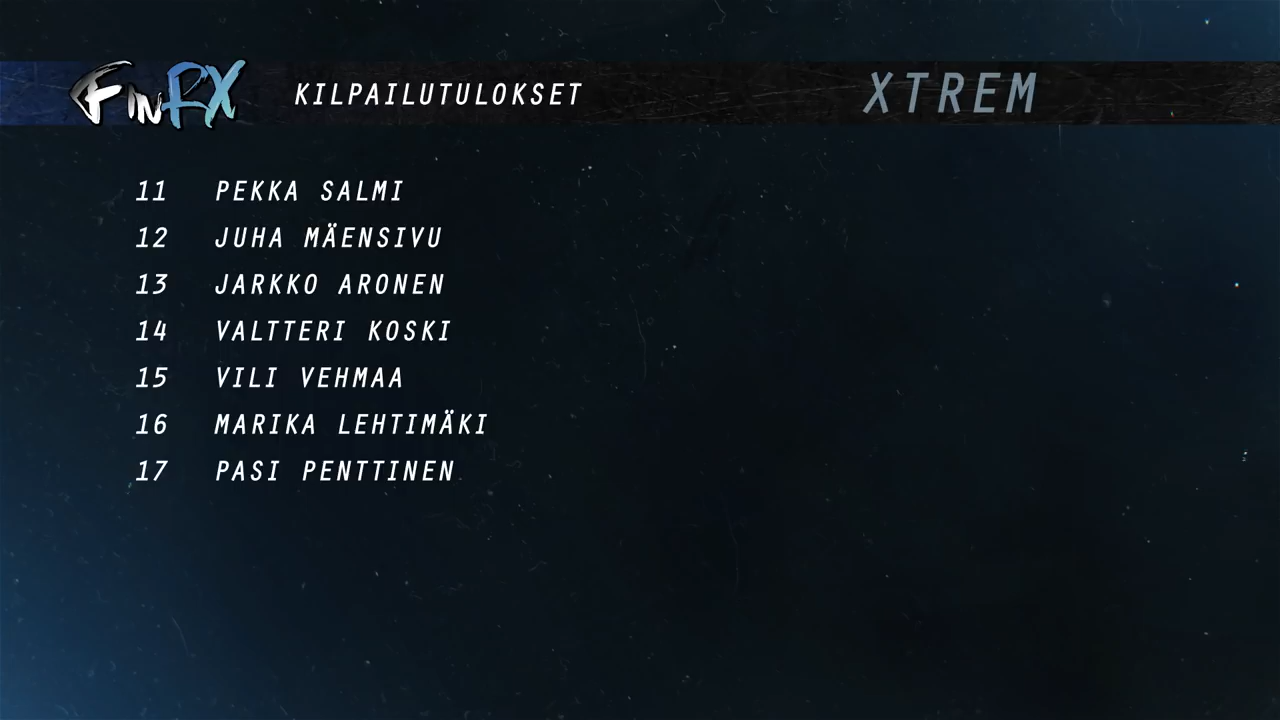 FINRX KILPAILUTULOKSET XTREM
11 PEKKA SALMI
12 JUHA MÄENSIVU
13 JARKKO ARONEN
14 VALTTERI KOSKI
15 VILI VEHMAA
16 MARIKA LEHTIMÄKI
17 PASI PENTTINEN